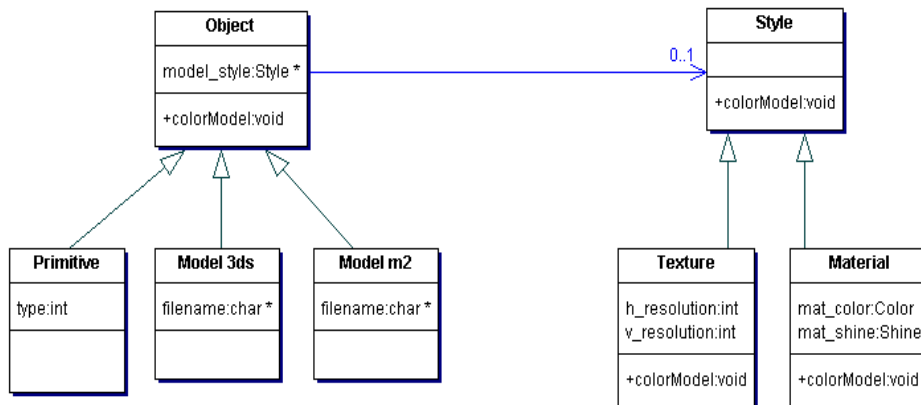 Object
model_style:Style *
+colorModel:void
0..1
Style
+colorModel:void
Primitive
type:int
Model 3ds
filename:char *
Model m2
filename:char *
Texture
h_resolution:int
v_resolution:int
+colorModel:void
Material
mat_color:Color
mat_shine:Shine
+colorModel:void